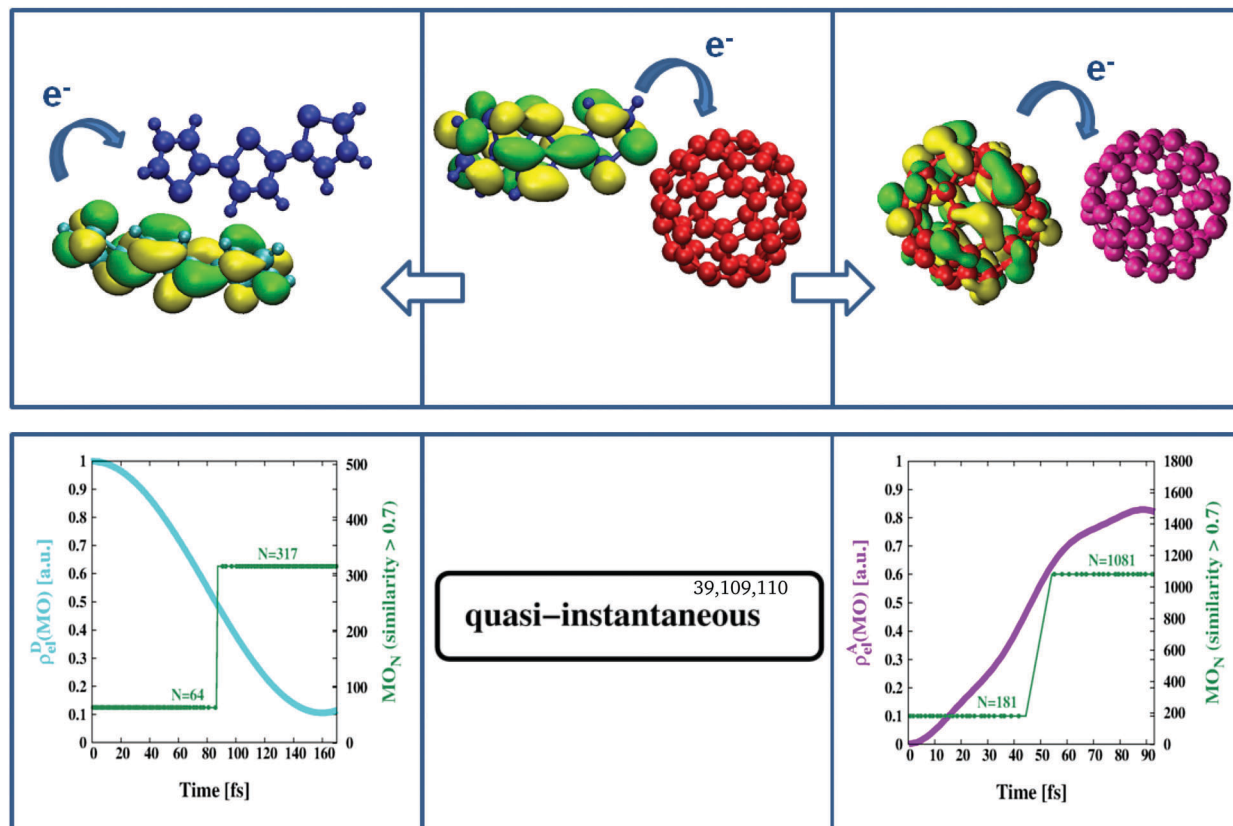 e-
e-
e-
1
0.9
0.8
0.7
0.6
0.5
0.4
0.3
0.2
0.1
0
ρelD(MO) [a.u.]
N=317
N=64
500
400
300
200
100
0
MON (similarity > 0.7)
0 20 40 60 80 100 120 140 160
Time [fs]
39,109,110
quasi-instantaneous
1
0.9
0.8
0.7
0.6
0.5
0.4
0.3
0.2
0.1
0
ρelA(MO) [a.u.]
N=1081
N=181
1800
1600
1400
1200
1000
800
600
400
200
0
MON (similarity > 0.7)
0 10 20 30 40 50 60 70 80 90
Time [fs]